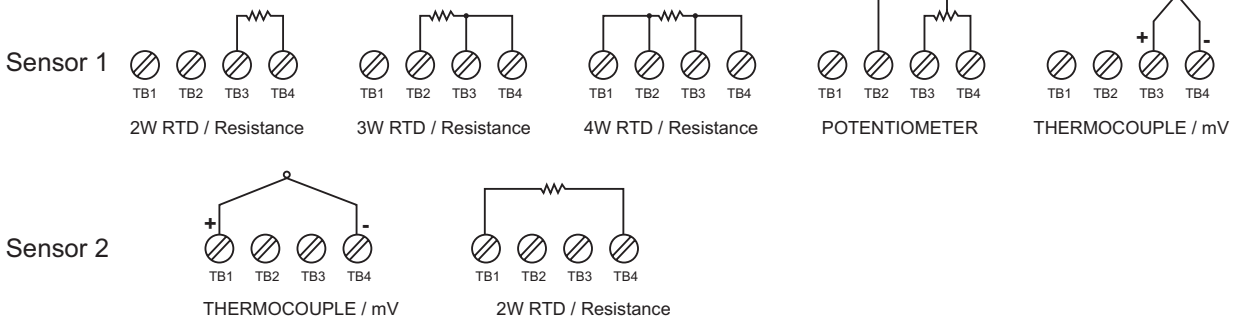 + -
Sensor 1
TB1 TB2 TB3 TB4 TB1 TB2 TB3 TB4 TB1 TB2 TB3 TB4 TB1 TB2 TB3 TB4 TB1 TB2 TB3 TB4
2W RTD / Resistance 3W RTD / Resistance 4W RTD / Resistance POTENTIOMETER THERMOCOUPLE / mV
+ -
Sensor 2
TB1 TB2 TB3 TB4 TB1 TB2 TB3 TB4
THERMOCOUPLE / mV 2W RTD / Resistance